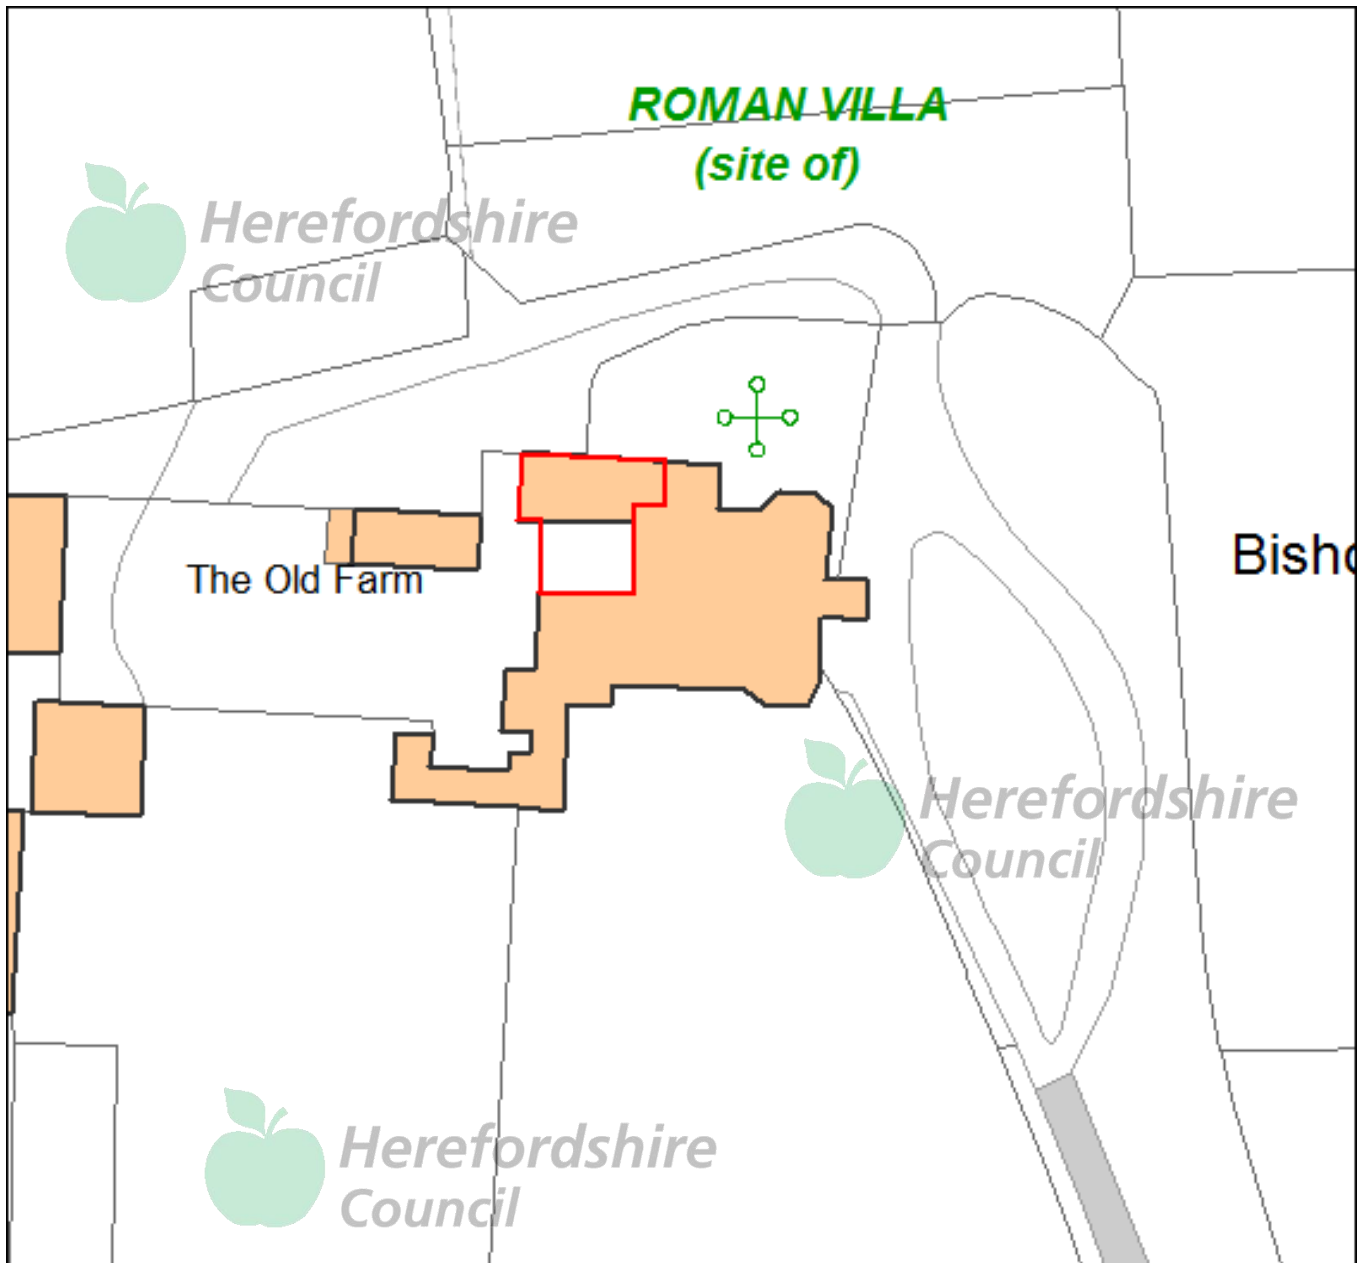 ROMAN VILLA
(site of)
Herefordshire
Council
The Old Farm
Bisho
Herefordshire
Council
Herefordshire
Council